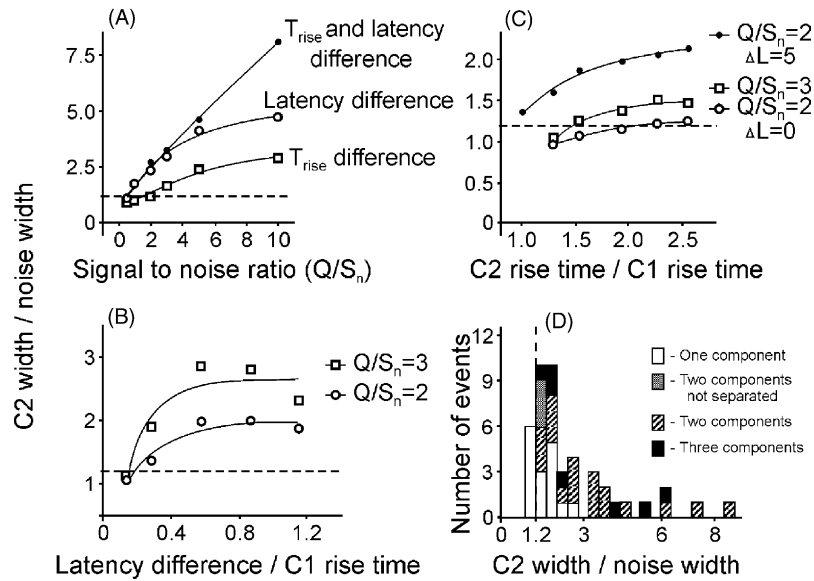 C2 width / noise width
(A)
T_rise and latency
difference
Latency difference
T_rise difference
7.5
5.0
2.5
0
0 2 4 6 8 10
Signal to noise ratio (Q/S_n)
(C)
Q/S_n=2
ΔL=5
Q/S_n=3
Q/S_n=2
ΔL=0
2.0
1.5
1.0
0.5
0
1.0 1.5 2.0 2.5
C2 rise time / C1 rise time
(B)
Q/S_n=3
Q/S_n=2
3
2
1
0 0.4 0.8 1.2
Latency difference / C1 rise time
(D)
Number of events
12
9
6
3
0
- One component
- Two components
not separated
- Two components
- Three components
0 1.2 3 6 8
C2 width / noise width